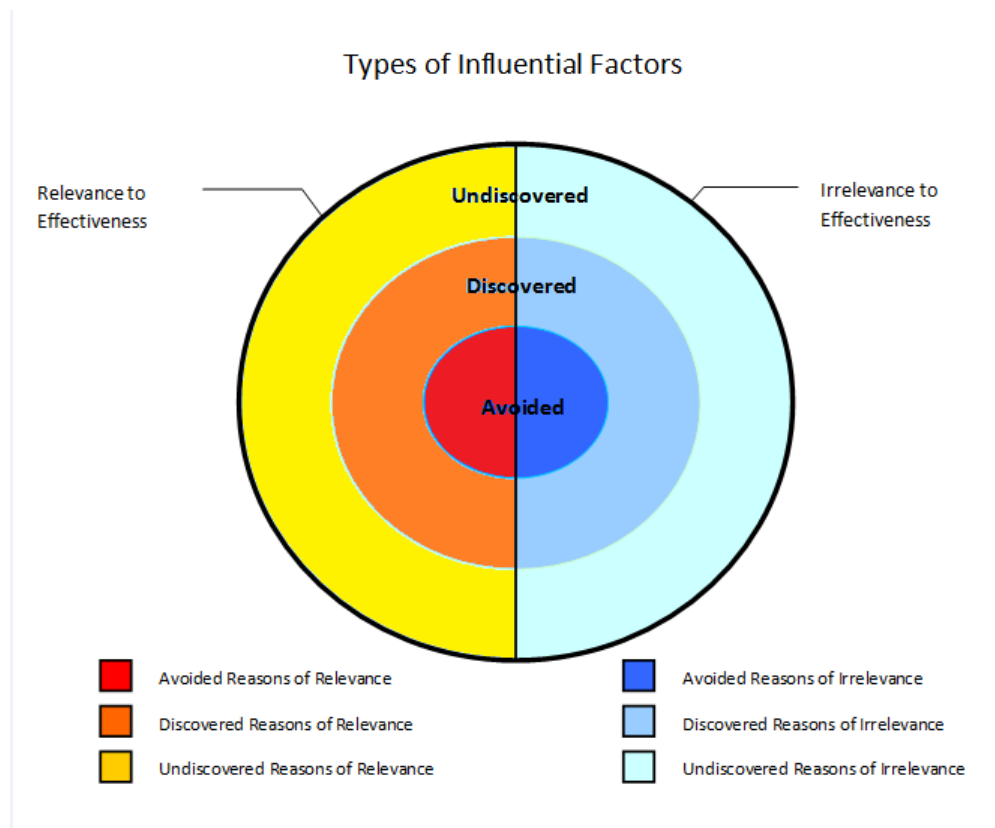 Types of Influential Factors
Relevance to
Effectiveness
Irrelevance to
Effectiveness
Undiscovered
Discovered
Avoided
Avoided Reasons of Relevance
Discovered Reasons of Relevance
Undiscovered Reasons of Relevance
Avoided Reasons of Irrelevance
Discovered Reasons of Irrelevance
Undiscovered Reasons of Irrelevance